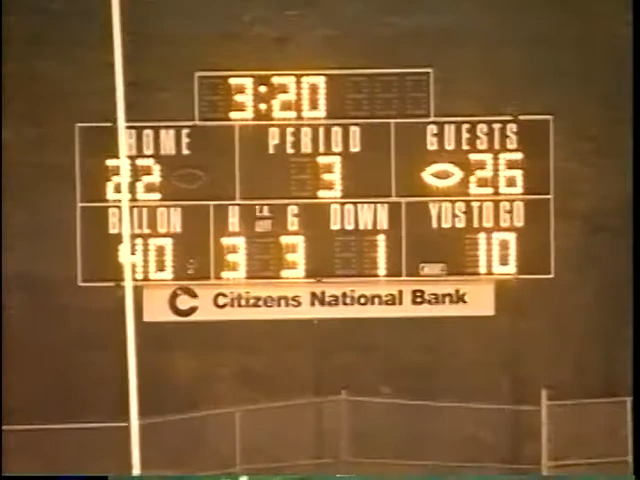 3:20
HOME PERIOD GUESTS
22 3 26
BALL ON H T.O. LEFT G DOWN YDS TO GO
40 3 3 1 10
C Citizens National Bank